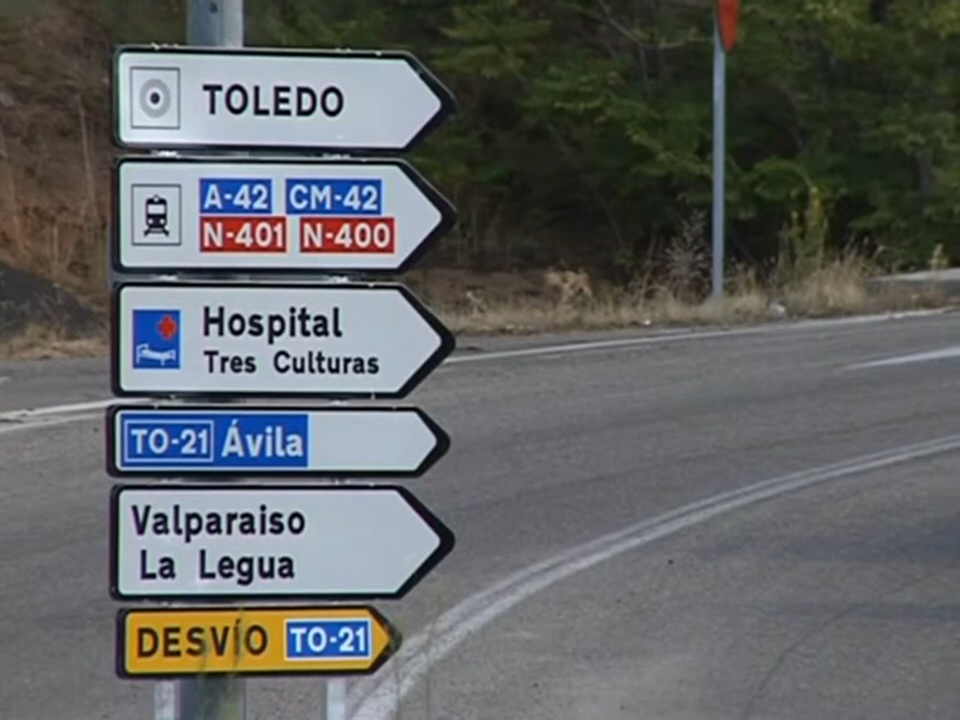 TOLEDO
A-42 CM-42
N-401 N-400
Hospital
Tres Culturas
TO-21 Ávila
Valparaiso
La Legua
DESVÍO TO-21